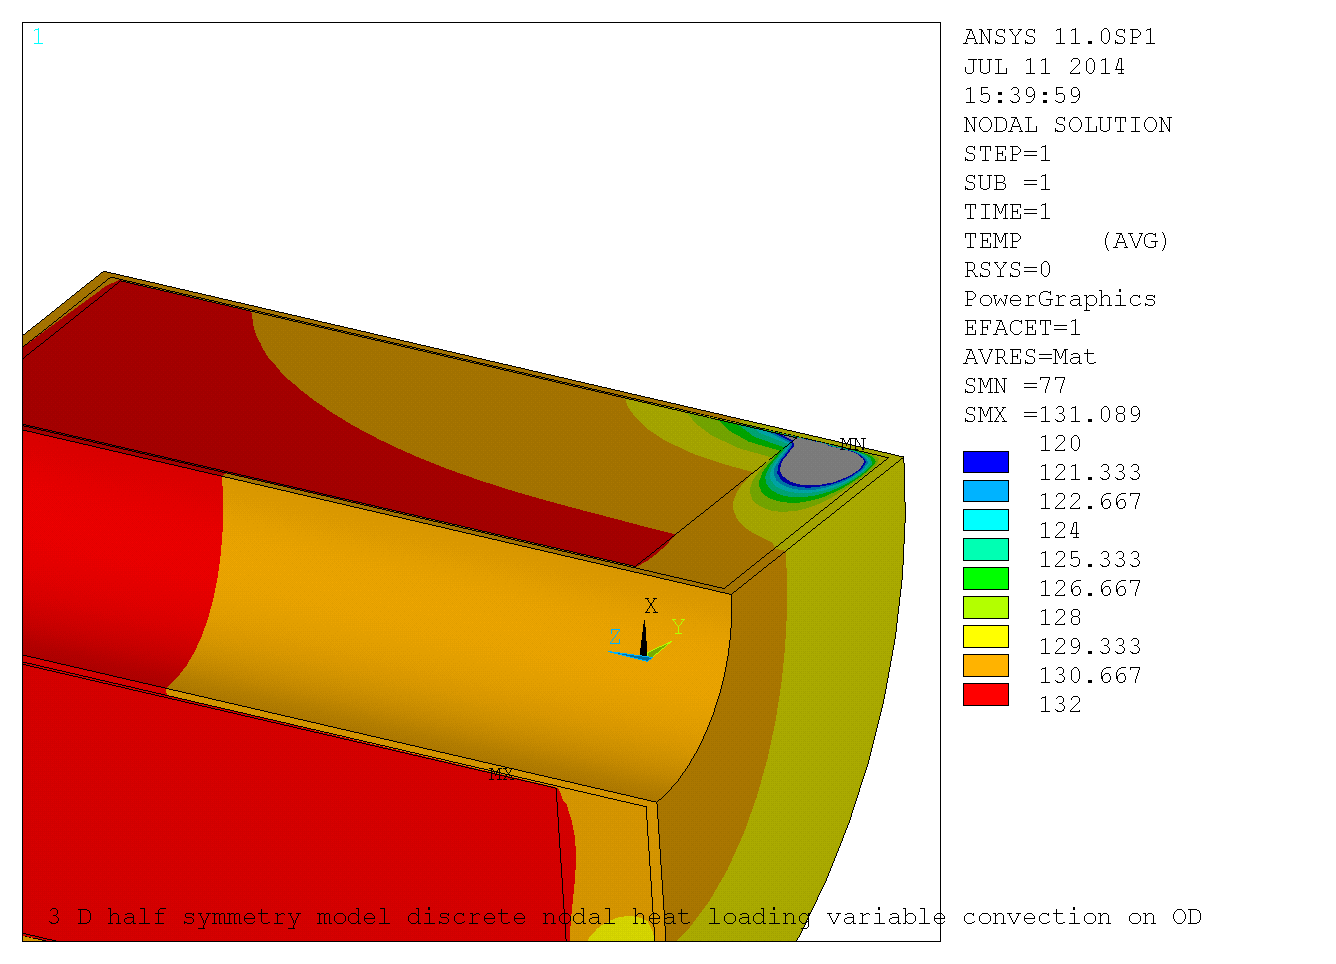 1
ANSYS 11.0SP1
JUL 11 2014
15:39:59
NODAL SOLUTION
STEP=1
SUB =1
TIME=1
TEMP (AVG)
RSYS=0
PowerGraphics
EFACET=1
AVRES=Mat
SMN =77
SMX =131.089
120
121.333
122.667
124
125.333
126.667
128
129.333
130.667
132
MN
X
Y
Z
MX
3 D half symmetry model discrete nodal heat loading variable convection on OD